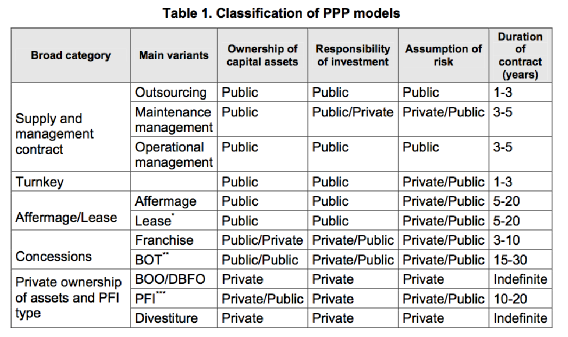 Table 1. Classification of PPP models
Broad category Main variants Ownership of capital assets Responsibility of investment Assumption of risk Duration of contract (years)
Supply and management contract
Outsourcing Public Public Public 1-3
Maintenance management Public Public/Private Private/Public 3-5
Operational management Public Public Public 3-5
Turnkey Public Public Private/Public 1-3
Affermage/Lease
Affermage Public Public Private/Public 5-20
Lease* Public Public Private/Public 5-20
Concessions
Franchise Public/Private Private/Public Private/Public 3-10
BOT** Public/Public Private/Public Private/Public 15-30
Private ownership of assets and PFI type
BOO/DBFO Private Private Private Indefinite
PFI*** Private/Public Private Private/Public 10-20
Divestiture Private Private Private Indefinite